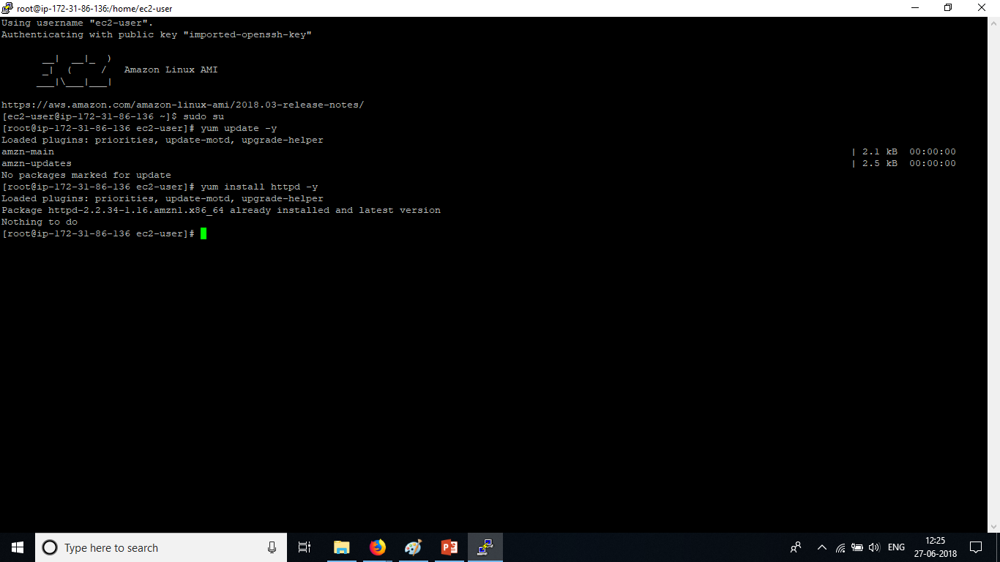 root@ip-172-31-86-136:/home/ec2-user
Using username "ec2-user".
Authenticating with public key "imported-openssh-key"
__|  __|_  )
_|  (     /   Amazon Linux AMI
___|\___|___|
https://aws.amazon.com/amazon-linux-ami/2018.03-release-notes/
[ec2-user@ip-172-31-86-136 ~]$ sudo su
[root@ip-172-31-86-136 ec2-user]# yum update -y
Loaded plugins: priorities, update-motd, upgrade-helper
amzn-main | 2.1 kB 00:00:00
amzn-updates | 2.5 kB 00:00:00
No packages marked for update
[root@ip-172-31-86-136 ec2-user]# yum install httpd -y
Loaded plugins: priorities, update-motd, upgrade-helper
Package httpd-2.2.34-1.16.amzn1.x86_64 already installed and latest version
Nothing to do
[root@ip-172-31-86-136 ec2-user]#
Type here to search
ENG
12:25
27-06-2018